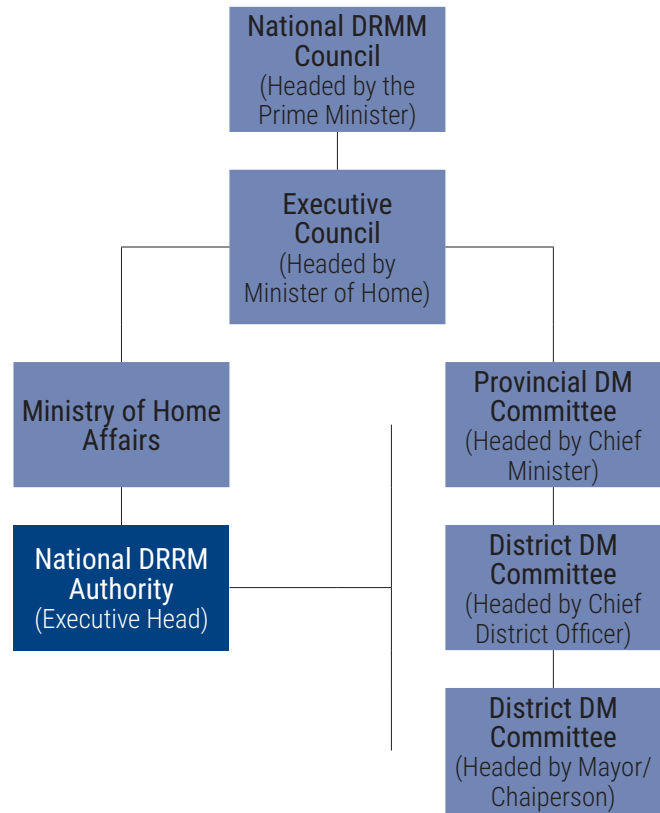 National DRMM
Council
(Headed by the
Prime Minister)
Executive
Council
(Headed by
Minister of Home)
Ministry of Home
Affairs
National DRRM
Authority
(Executive Head)
Provincial DM
Committee
(Headed by Chief
Minister)
District DM
Committee
(Headed by Chief
District Officer)
District DM
Committee
(Headed by Mayor/
Chaiperson)